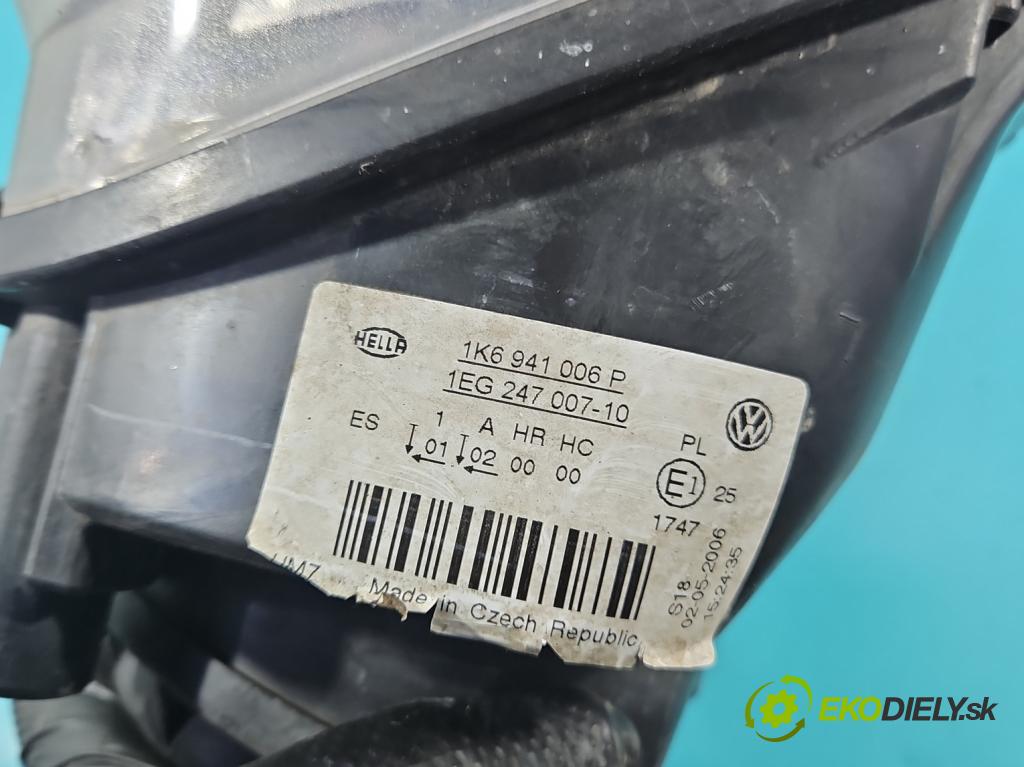 HELLA
1K6 941 006 P
1EG 247 007-10
ES 1 A HR HC
01 02 00 00
PL
E1 25
1747
S18
02-05-2006
15:24:35
Made in Czech Republic
EKODIELY.sk